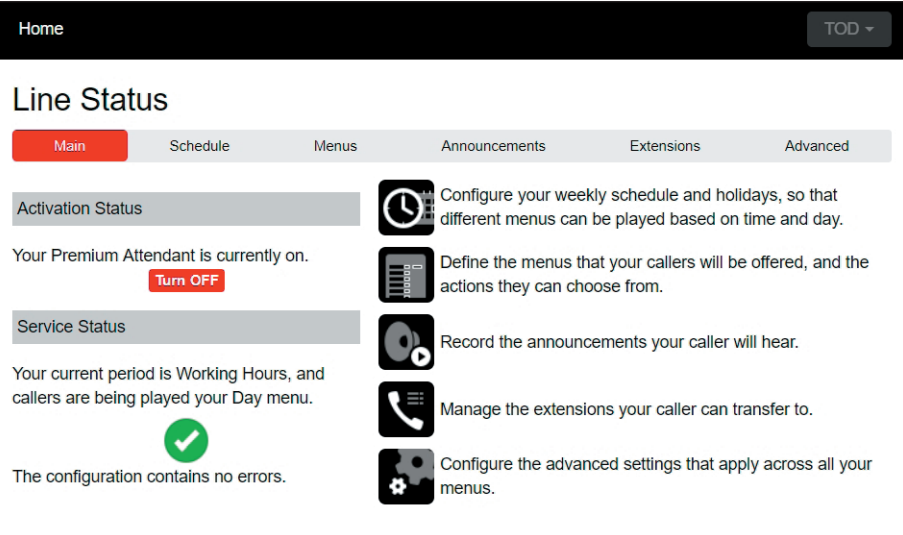 Home
TOD
Line Status
Main
Schedule
Menus
Announcements
Extensions
Advanced
Activation Status
Your Premium Attendant is currently on.
Turn OFF
Service Status
Your current period is Working Hours, and
callers are being played your Day menu.
The configuration contains no errors.
Configure your weekly schedule and holidays, so that
different menus can be played based on time and day.
Define the menus that your callers will be offered, and the
actions they can choose from.
Record the announcements your caller will hear.
Manage the extensions your caller can transfer to.
Configure the advanced settings that apply across all your
menus.